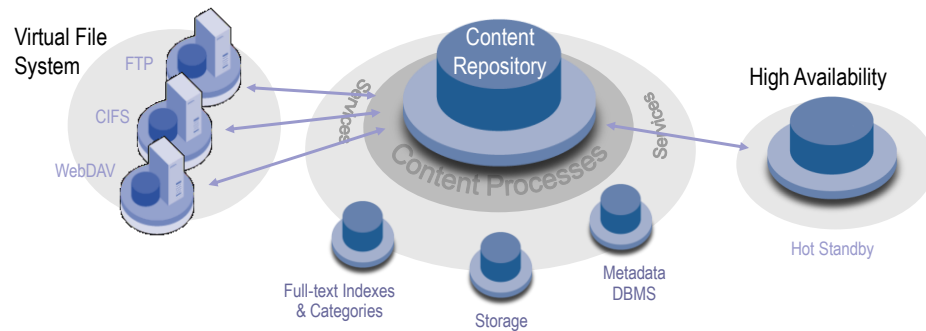 Virtual File
System
FTP
CIFS
WebDAV
Content
Repository
Services
Services
Content Processes
High Availability
Hot Standby
Full-text Indexes
& Categories
Storage
Metadata
DBMS